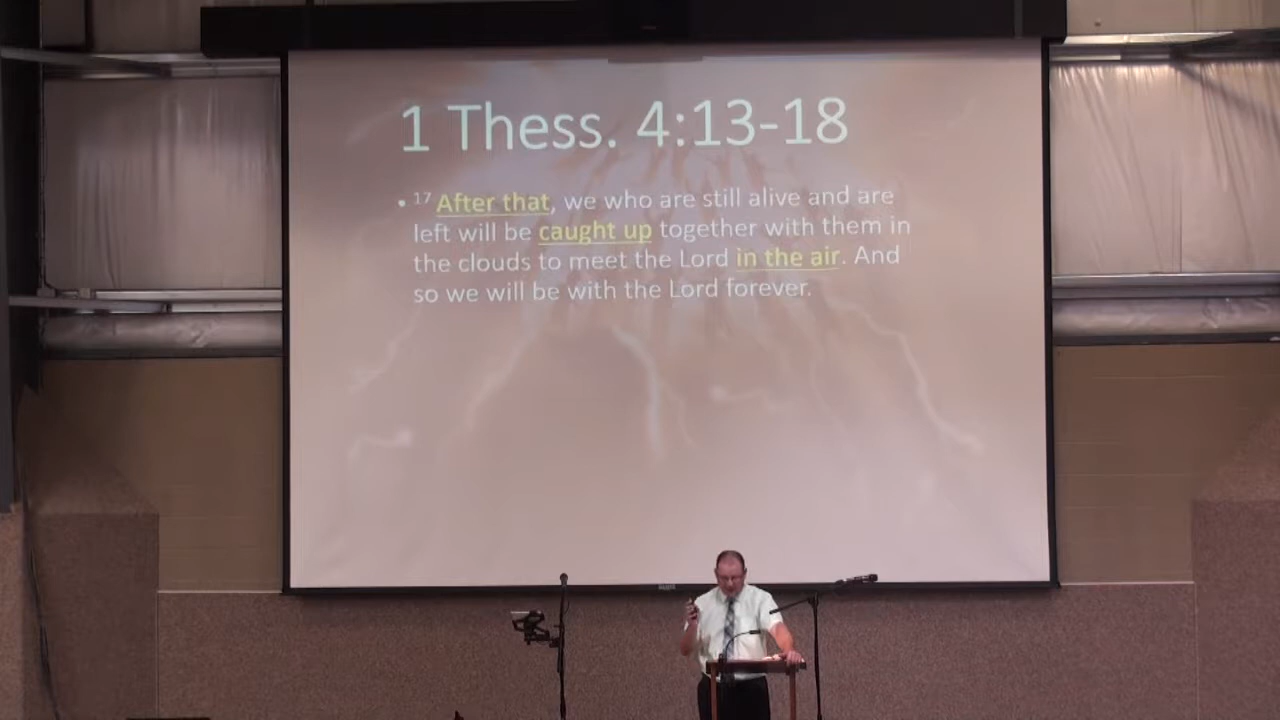 1 Thess. 4:13-18
• 17 After that, we who are still alive and are
left will be caught up together with them in
the clouds to meet the Lord in the air. And
so we will be with the Lord forever.